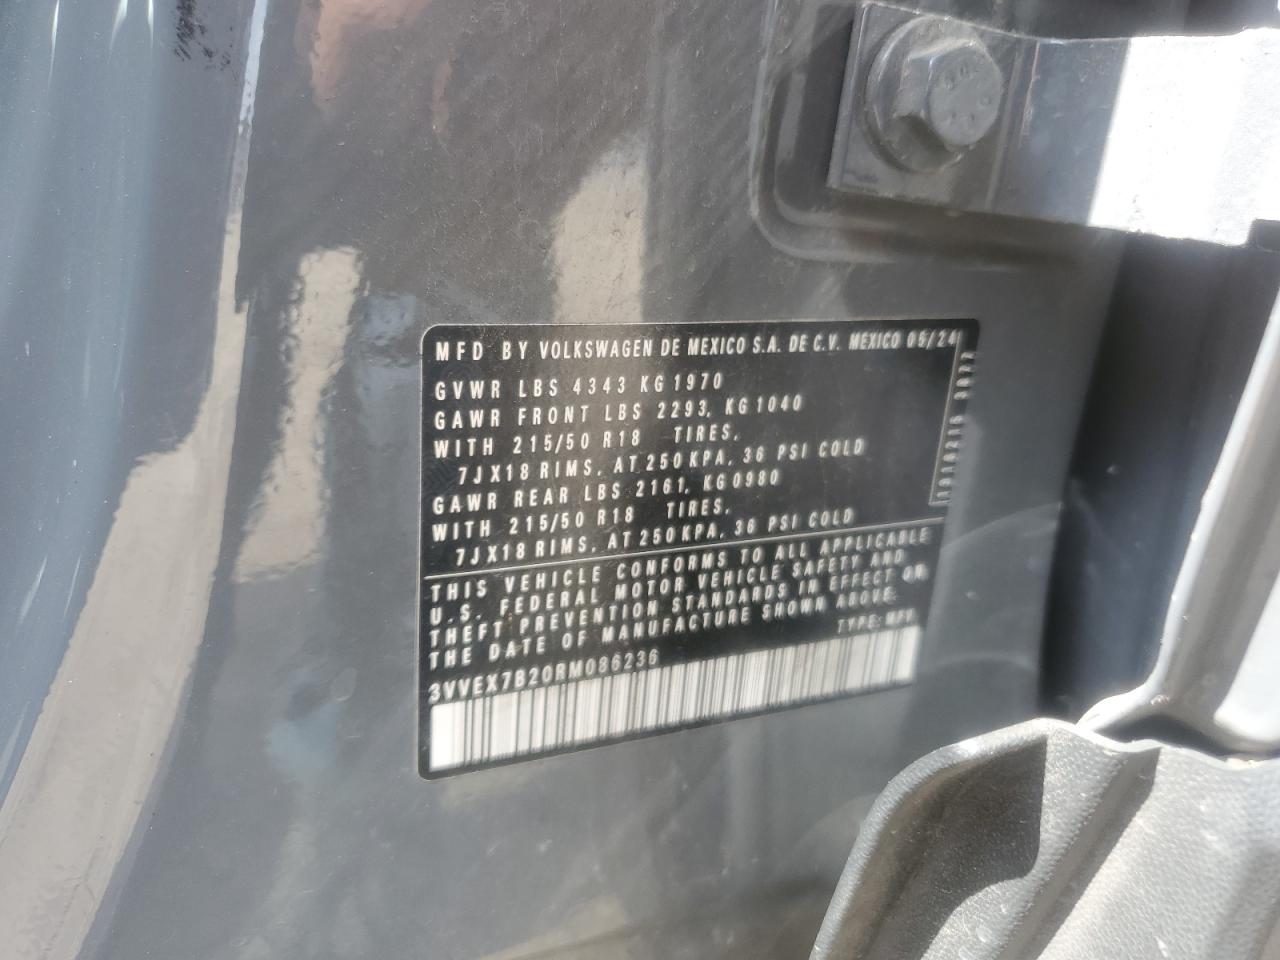 MFD BY VOLKSWAGEN DE MEXICO S.A. DE C.V. MEXICO 05/24
GVWR LBS 4343 KG 1970
GAWR FRONT LBS 2293, KG 1040
WITH 215/50 R18 TIRES,
7JX18 RIMS, AT 250 KPA, 36 PSI COLD
GAWR REAR LBS 2161, KG 0980
WITH 215/50 R18 TIRES,
7JX18 RIMS, AT 250 KPA, 36 PSI COLD
THIS VEHICLE CONFORMS TO ALL APPLICABLE
U.S. FEDERAL MOTOR VEHICLE SAFETY AND
THEFT PREVENTION STANDARDS IN EFFECT ON
THE DATE OF MANUFACTURE SHOWN ABOVE.
TYPE: MPV
3VVEX7B20RM086236